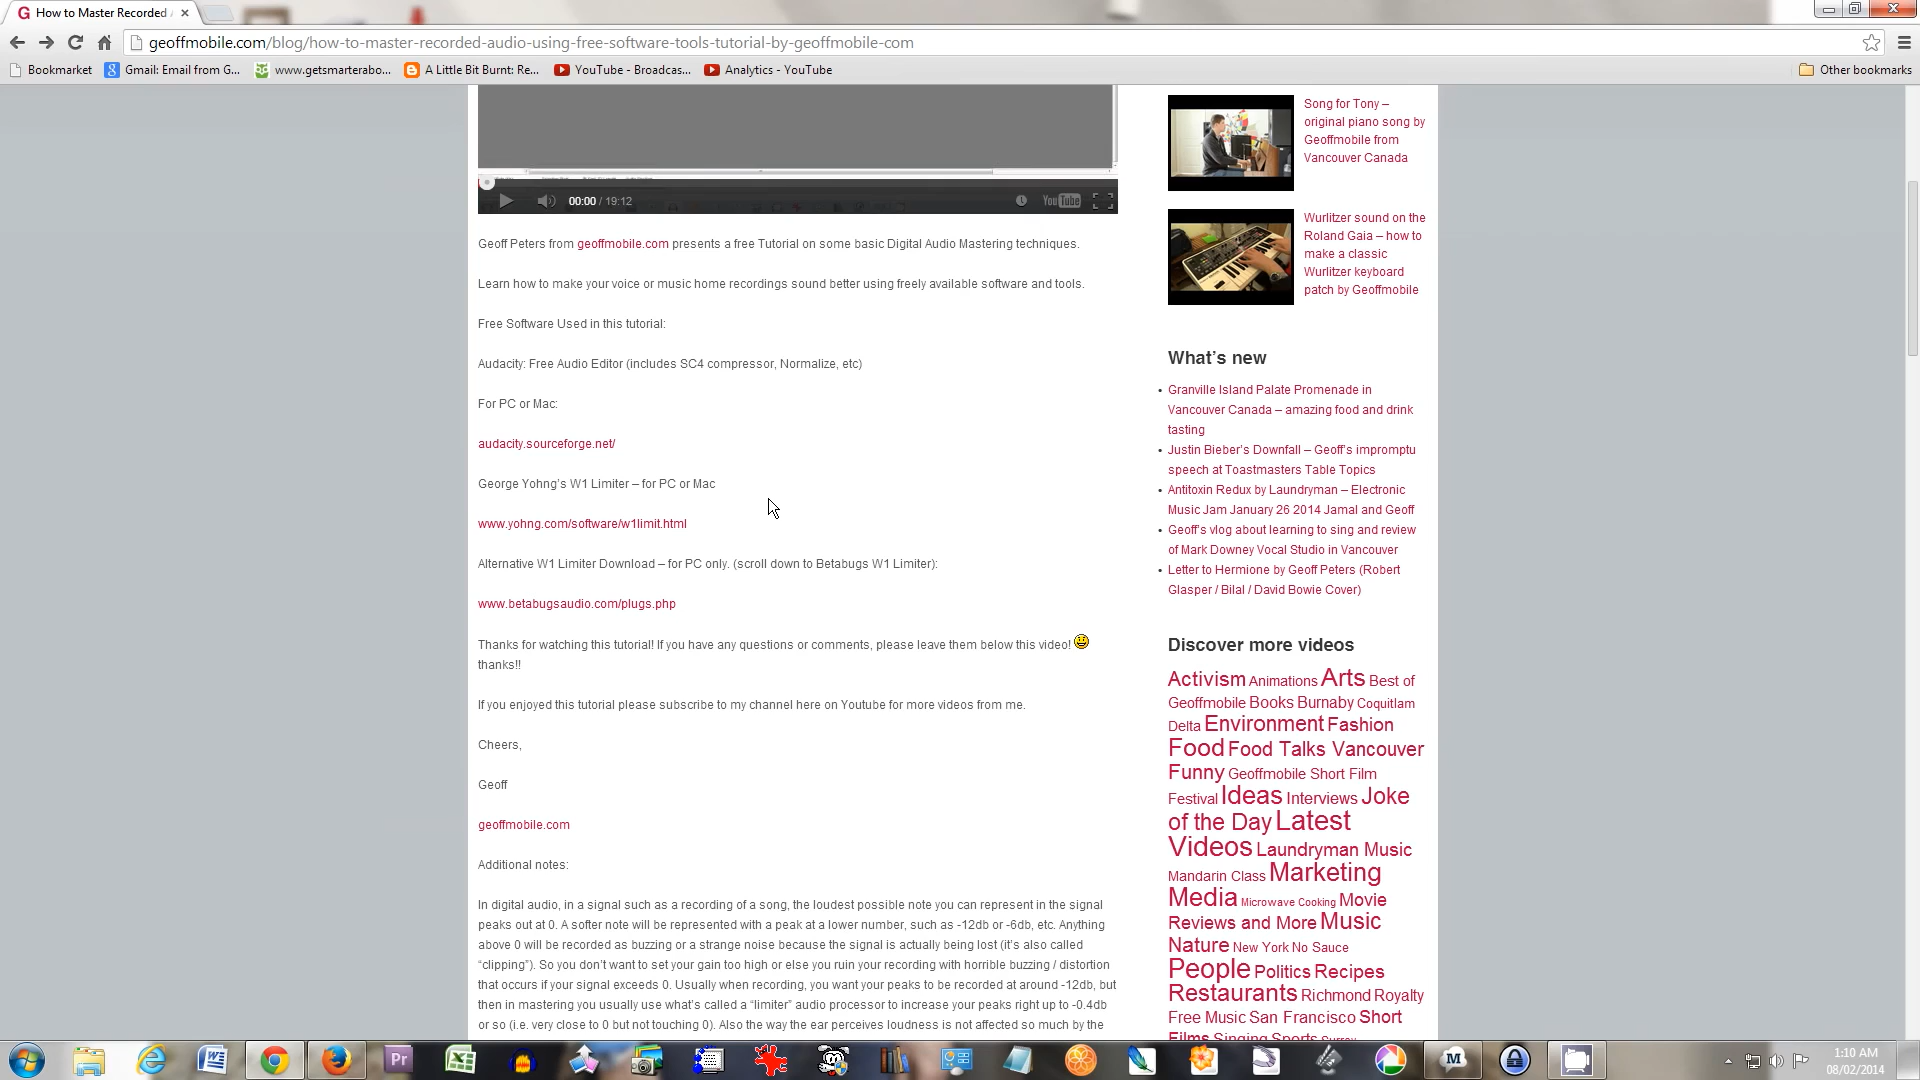 How to Master Recorded
geoffmobile.com/blog/how-to-master-recorded-audio-using-free-software-tools-tutorial-by-geoffmobile-com
Bookmarket
Gmail: Email from G...
www.getsmarterabo...
A Little Bit Burnt: Re...
YouTube - Broadcas...
Analytics - YouTube
Other bookmarks
00:00 / 19:12
YouTube
Geoff Peters from geoffmobile.com presents a free Tutorial on some basic Digital Audio Mastering techniques.
Learn how to make your voice or music home recordings sound better using freely available software and tools.
Free Software Used in this tutorial:
Audacity: Free Audio Editor (includes SC4 compressor, Normalize, etc)
For PC or Mac:
audacity.sourceforge.net/
George Yohng's W1 Limiter – for PC or Mac
www.yohng.com/software/w1limit.html
Alternative W1 Limiter Download – for PC only. (scroll down to Betabugs W1 Limiter):
www.betabugsaudio.com/plugs.php
Thanks for watching this tutorial! If you have any questions or comments, please leave them below this video!
thanks!!
If you enjoyed this tutorial please subscribe to my channel here on Youtube for more videos from me.
Cheers,
Geoff
geoffmobile.com
Additional notes:
In digital audio, in a signal such as a recording of a song, the loudest possible note you can represent in the signal
peaks out at 0. A softer note will be represented with a peak at a lower number, such as -12db or -6db, etc. Anything
above 0 will be recorded as buzzing or a strange noise because the signal is actually being lost (it's also called
“clipping”). So you don't want to set your gain too high or else you ruin your recording with horrible buzzing / distortion
that occurs if your signal exceeds 0. Usually when recording, you want your peaks to be recorded at around -12db, but
then in mastering you usually use what's called a “limiter” audio processor to increase your peaks right up to -0.4db
or so (i.e. very close to 0 but not touching 0). Also the way the ear perceives loudness is not affected so much by the
Song for Tony –
original piano song by
Geoffmobile from
Vancouver Canada
Wurlitzer sound on the
Roland Gaia – how to
make a classic
Wurlitzer keyboard
patch by Geoffmobile
What's new
• Granville Island Palate Promenade in
Vancouver Canada – amazing food and drink
tasting
• Justin Bieber's Downfall – Geoff's impromptu
speech at Toastmasters Table Topics
• Antitoxin Redux by Laundryman – Electronic
Music Jam January 26 2014 Jamal and Geoff
• Geoff's vlog about learning to sing and review
of Mark Downey Vocal Studio in Vancouver
• Letter to Hermione by Geoff Peters (Robert
Glasper / Bilal / David Bowie Cover)
Discover more videos
Activism Animations Arts Best of
Geoffmobile Books Burnaby Coquitlam
Delta Environment Fashion
Food Food Talks Vancouver
Funny Geoffmobile Short Film
Festival Ideas Interviews Joke
of the Day Latest
Videos Laundryman Music
Mandarin Class Marketing
Media Microwave Cooking Movie
Reviews and More Music
Nature New York No Sauce
People Politics Recipes
Restaurants Richmond Royalty
Free Music San Francisco Short
Films Singing Sports Surrey
1:10 AM
08/02/2014